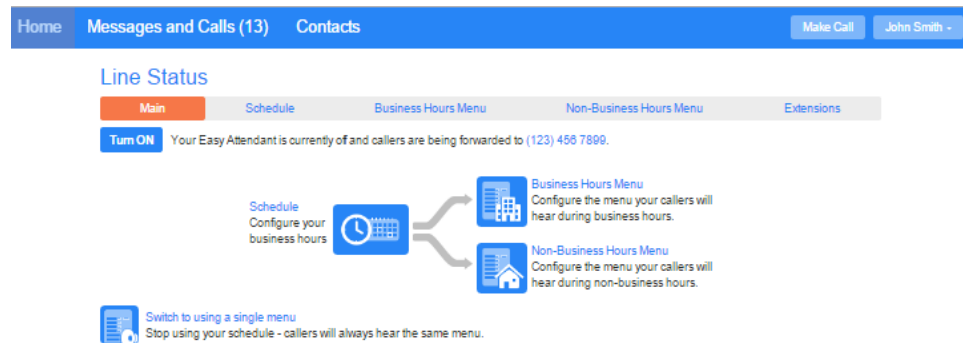 Home Messages and Calls (13) Contacts Make Call John Smith
Line Status
Main Schedule Business Hours Menu Non-Business Hours Menu Extensions
Turn ON Your Easy Attendant is currently of and callers are being forwarded to (123) 456 7899.
Schedule
Configure your
business hours
Business Hours Menu
Configure the menu your callers will
hear during business hours.
Non-Business Hours Menu
Configure the menu your callers will
hear during non-business hours.
Switch to using a single menu
Stop using your schedule - callers will always hear the same menu.